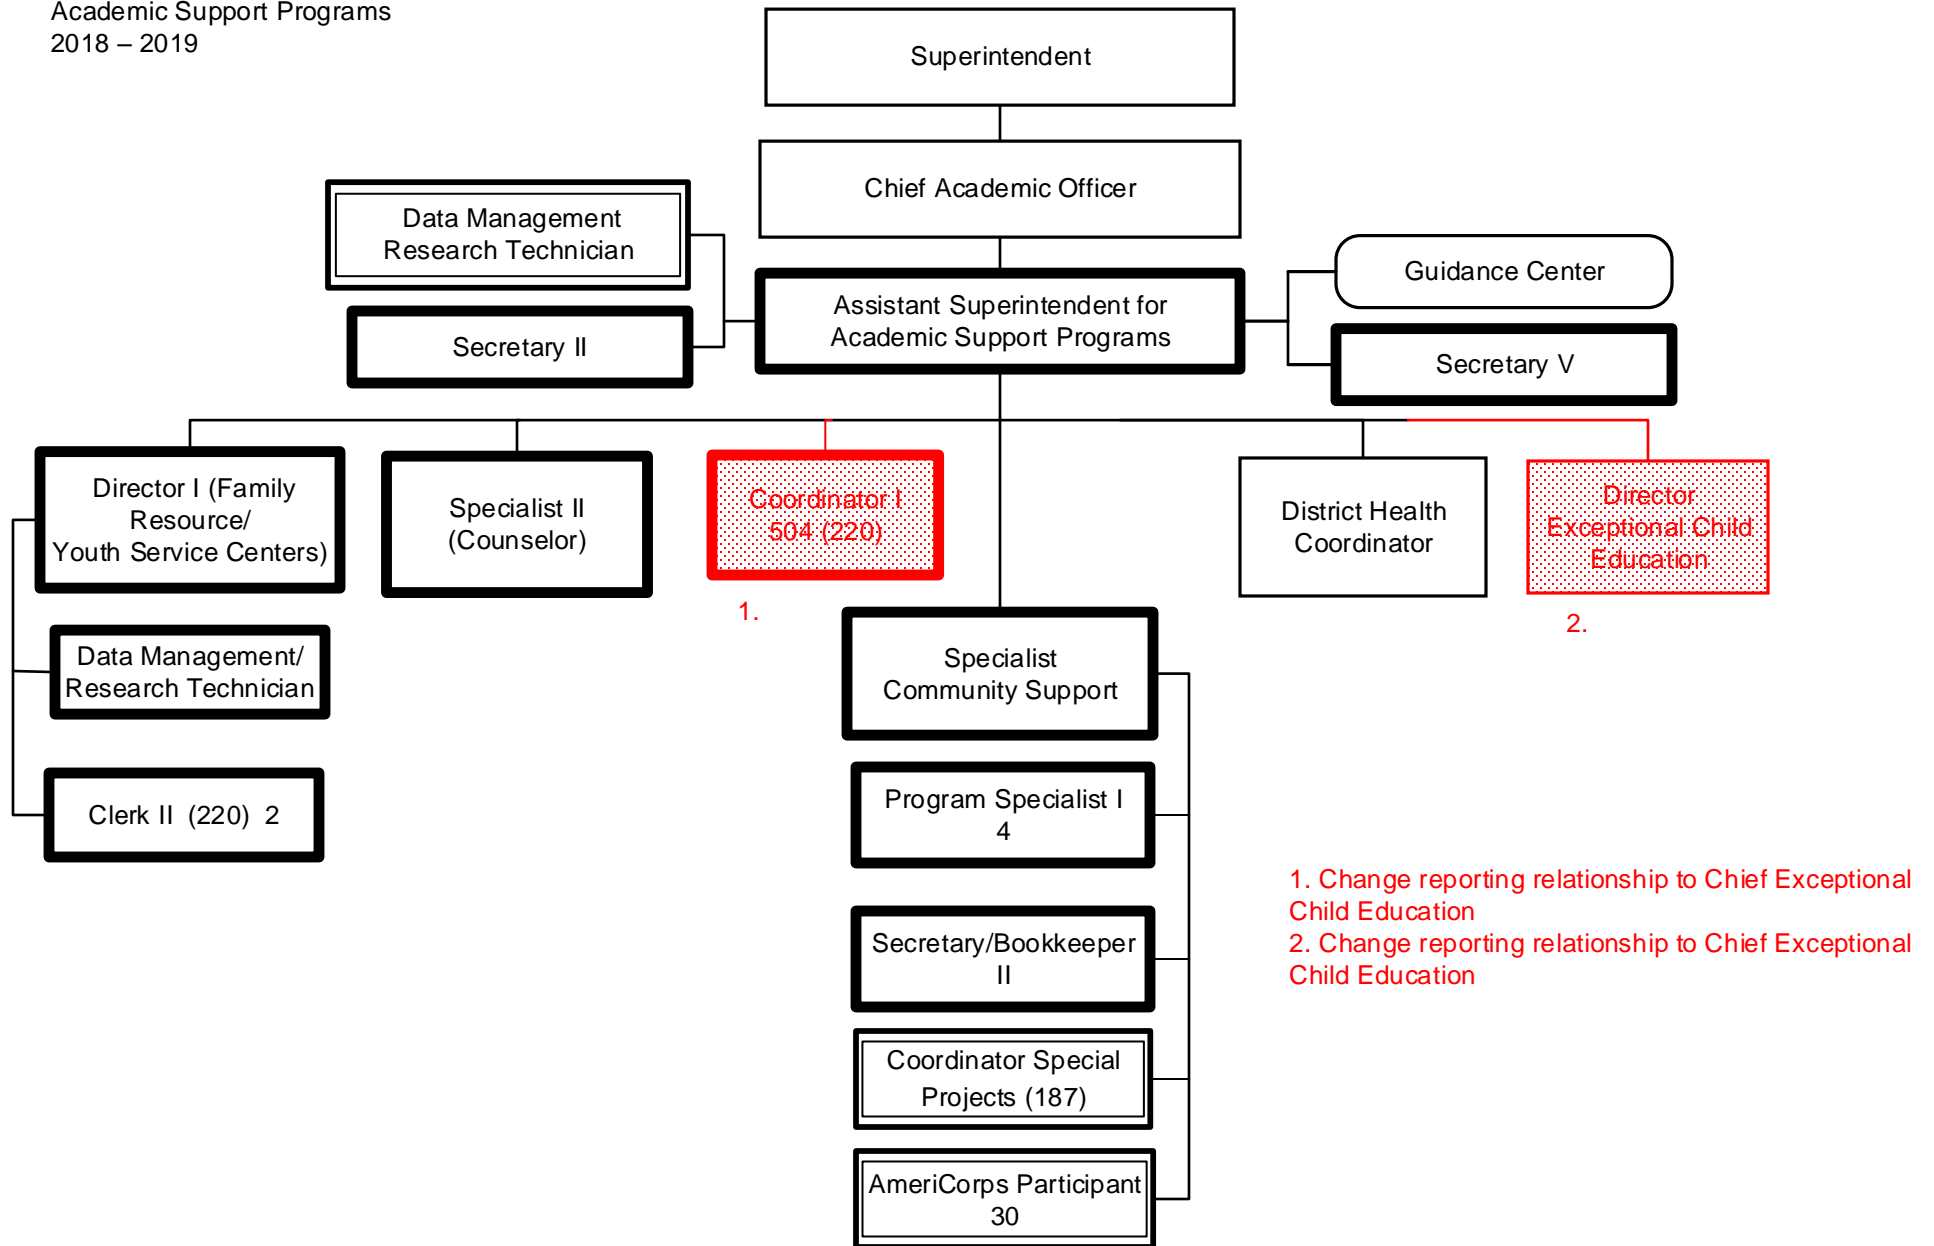 Academic Support Programs
2018 – 2019
Superintendent
Chief Academic Officer
Data Management
Research Technician
Secretary II
Assistant Superintendent for
Academic Support Programs
Guidance Center
Secretary V
Director I (Family
Resource/
Youth Service Centers)
Specialist II
(Counselor)
Coordinator I
504 (220)
1.
District Health
Coordinator
Director
Exceptional Child
Education
2.
Data Management/
Research Technician
Clerk II  (220)  2
Specialist
Community Support
Program Specialist I
4
Secretary/Bookkeeper
II
Coordinator Special
Projects (187)
AmeriCorps Participant
30
1. Change reporting relationship to Chief Exceptional
Child Education
2. Change reporting relationship to Chief Exceptional
Child Education